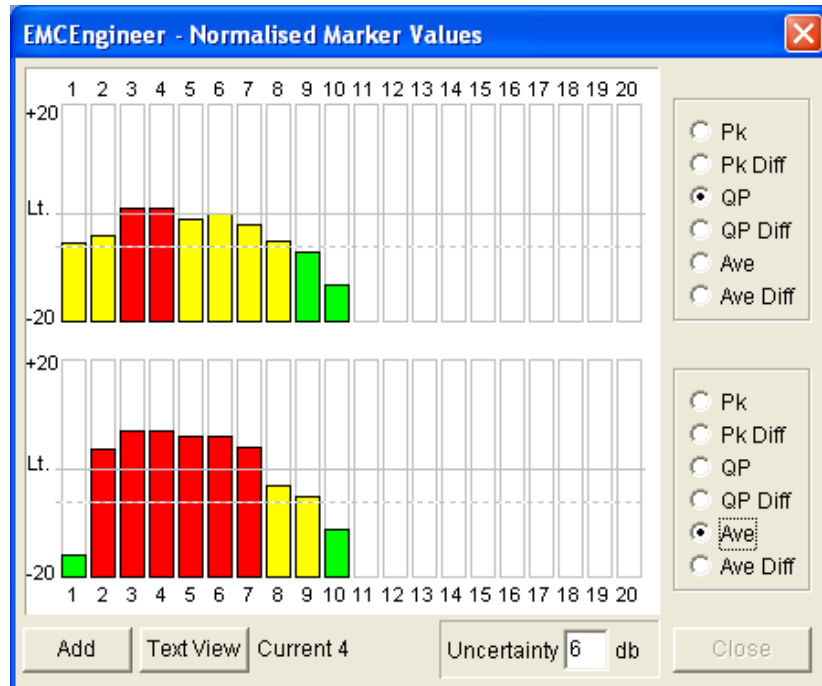 EMCEngineer - Normalised Marker Values
1 2 3 4 5 6 7 8 9 10 11 12 13 14 15 16 17 18 19 20
+20
Lt.
-20
Pk
Pk Diff
QP
QP Diff
Ave
Ave Diff
+20
Lt.
-20
1 2 3 4 5 6 7 8 9 10 11 12 13 14 15 16 17 18 19 20
Pk
Pk Diff
QP
QP Diff
Ave
Ave Diff
Add Text View Current 4 Uncertainty 6 db Close